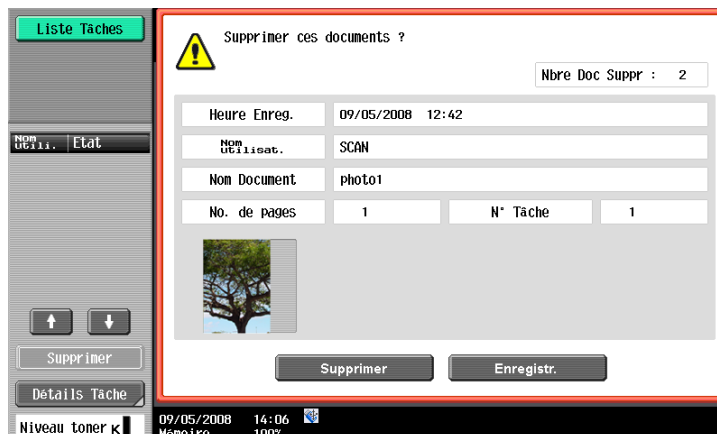 Liste Tâches
Supprimer ces documents ?
Nbre Doc Suppr : 2
Heure Enreg. 09/05/2008 12:42
Nom utili. Etat
Nom utilisat. SCAN
Nom Document photo1
No. de pages 1 N° Tâche 1
Supprimer
Supprimer Enregistr.
Détails Tâche
Niveau toner K
09/05/2008 14:06
Mémoire 100%